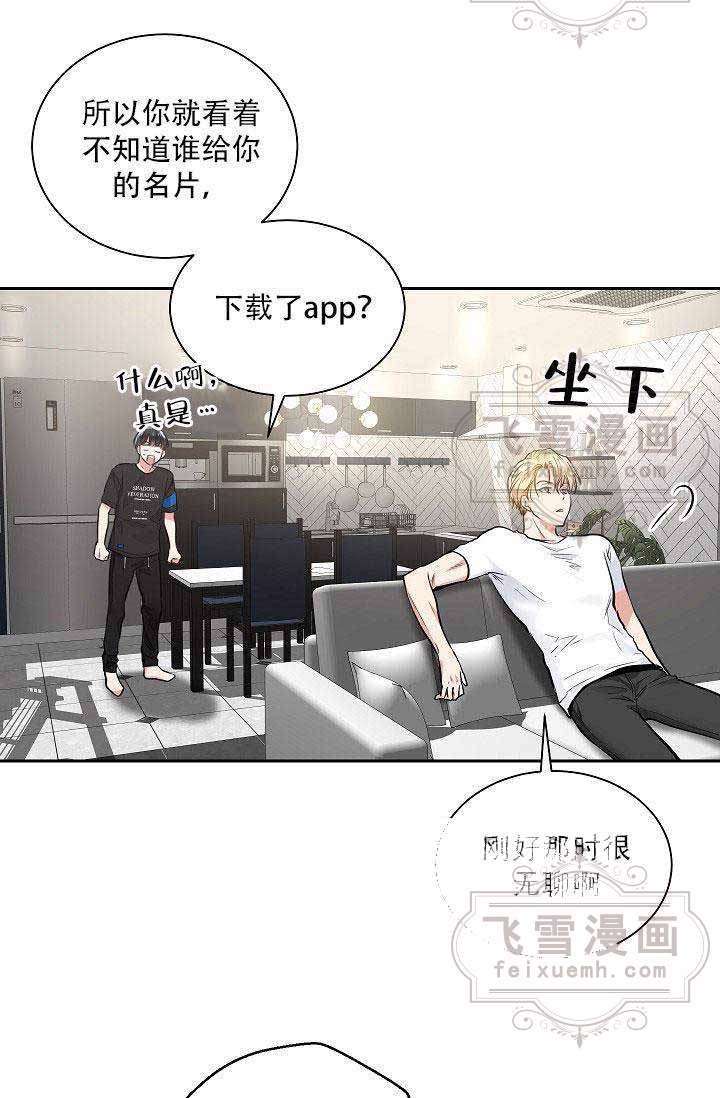 所以你就看着
不知道谁给你
的名片,
下载了app?
什么啊,
真是…
坐下
SHADOW
FEDERATION
飞雪漫画
feixuemh.com
刚好那时很
无聊啊
飞雪漫画
feixuemh.com